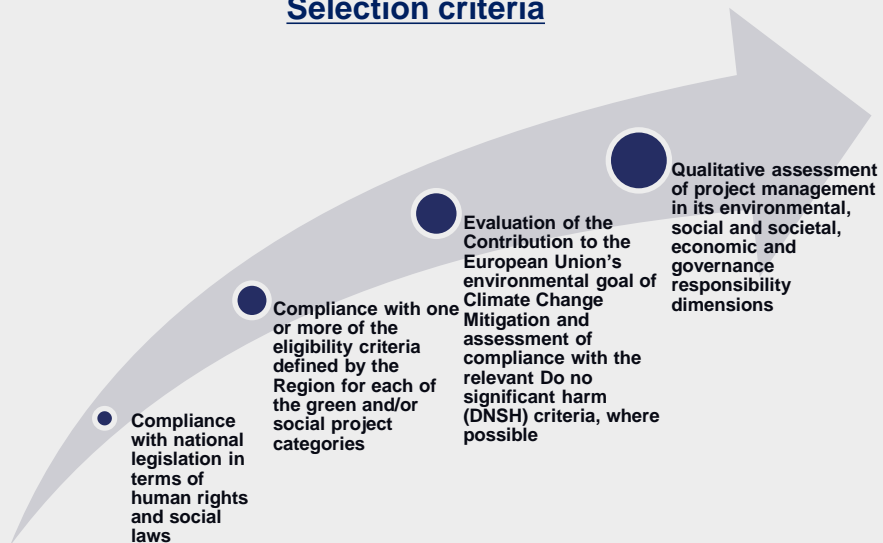 Selection criteria
Compliance
with national
legislation in
terms of
human rights
and social
laws
Compliance with one
or more of the
eligibility criteria
defined by the
Region for each of
the green and/or
social project
categories
Evaluation of the
Contribution to the
European Union’s
environmental goal of
Climate Change
Mitigation and
assessment of
compliance with the
relevant Do no
significant harm
(DNSH) criteria, where
possible
Qualitative assessment
of project management
in its environmental,
social and societal,
economic and
governance
responsibility
dimensions